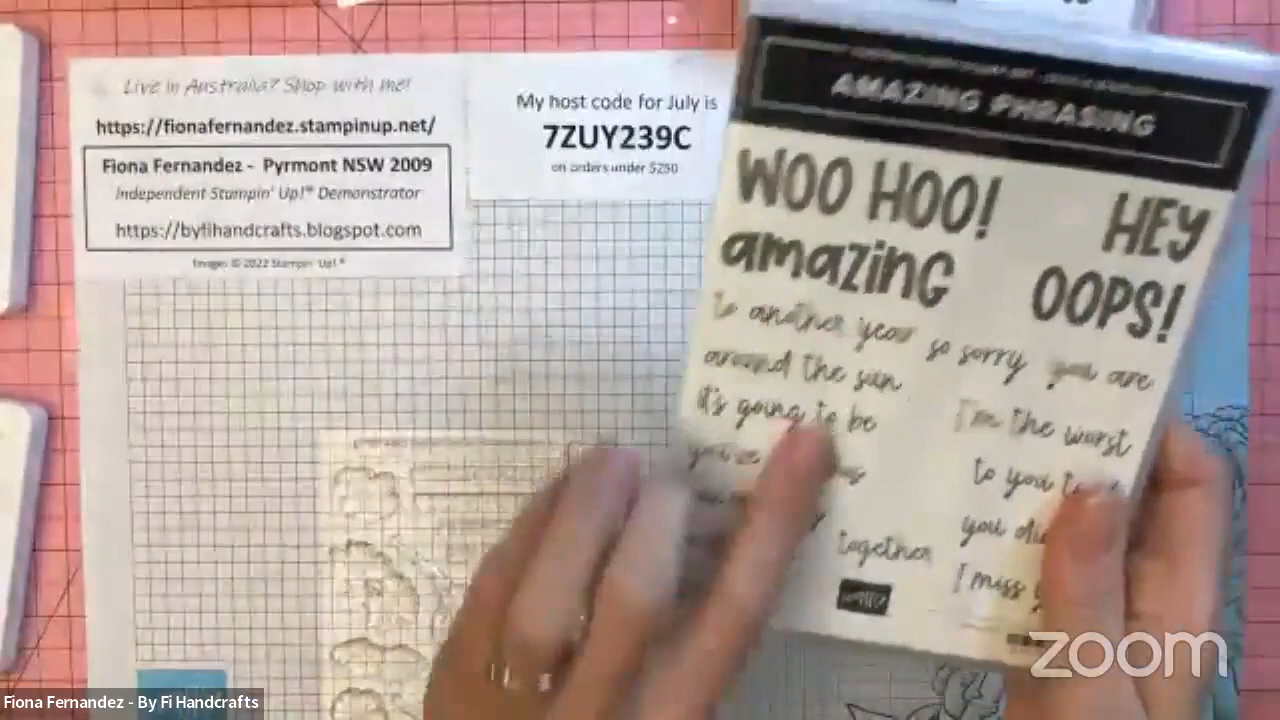 Live in Australia? Shop with me!
https://fionafernandez.stampinup.net/
Fiona Fernandez - Pyrmont NSW 2009
Independent Stampin' Up!® Demonstrator
https://byfihandcrafts.blogspot.com
Images © 2022 Stampin' Up!®
My host code for July is
7ZUY239C
on orders under $250
AMAZING PHRASING
WOO HOO!
HEY
amazing
OOPS!
to another year
so sorry
you are
around the sun
I'm the worst
it's going to be
to you
you
together
I miss
Fiona Fernandez - By Fi Handcrafts
zoom